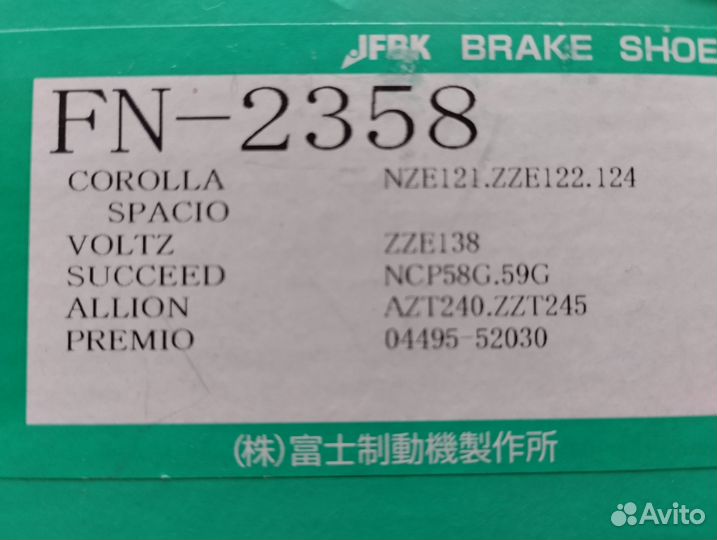 JFBK BRAKE SHOE
FN-2358
COROLLA NZE121.ZZE122.124
SPACIO
VOLTZ ZZE138
SUCCEED NCP58G.59G
ALLION AZT240.ZZT245
PREMIO 04495-52030
(株)富士制動機製作所
Avito